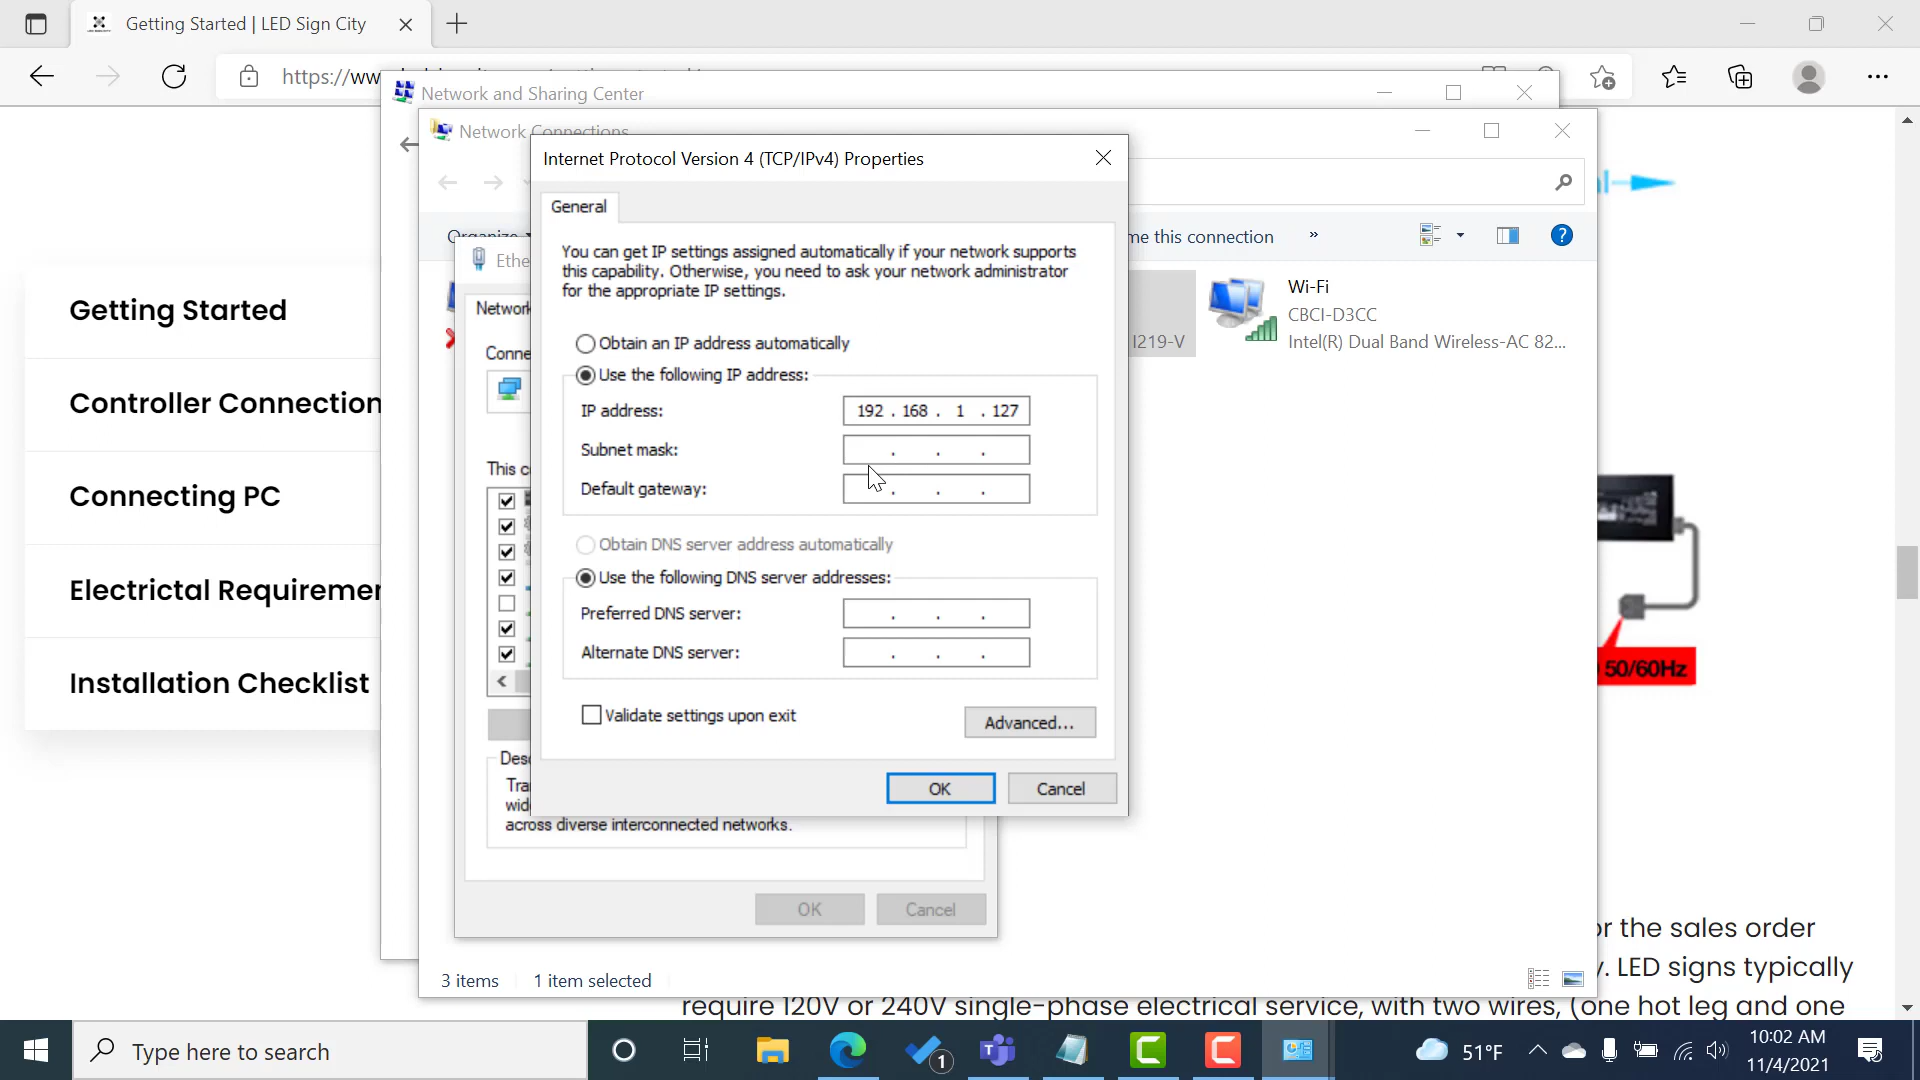 Getting Started | LED Sign City
https://ww
Network and Sharing Center
Network Connections
Internet Protocol Version 4 (TCP/IPv4) Properties
General
Organize
me this connection
»
Ethe
You can get IP settings assigned automatically if your network supports
this capability. Otherwise, you need to ask your network administrator
for the appropriate IP settings.
Wi-Fi
CBCI-D3CC
I219-V
Intel(R) Dual Band Wireless-AC 82...
Getting Started
Controller Connection
Connecting PC
Electrictal Requiremen
Installation Checklist
Network
Conne
This c
Obtain an IP address automatically
Use the following IP address:
IP address:
192 . 168 . 1 . 127
Subnet mask:
. . .
Default gateway:
. . .
Obtain DNS server address automatically
Use the following DNS server addresses:
Preferred DNS server:
. . .
Alternate DNS server:
. . .
Validate settings upon exit
Advanced...
OK
Cancel
Desc
Tra
wid
across diverse interconnected networks.
OK
Cancel
50/60Hz
3 items
1 item selected
or the sales order
y. LED signs typically
require 120V or 240V single-phase electrical service, with two wires, (one hot leg and one
Type here to search
1
51°F
10:02 AM
11/4/2021